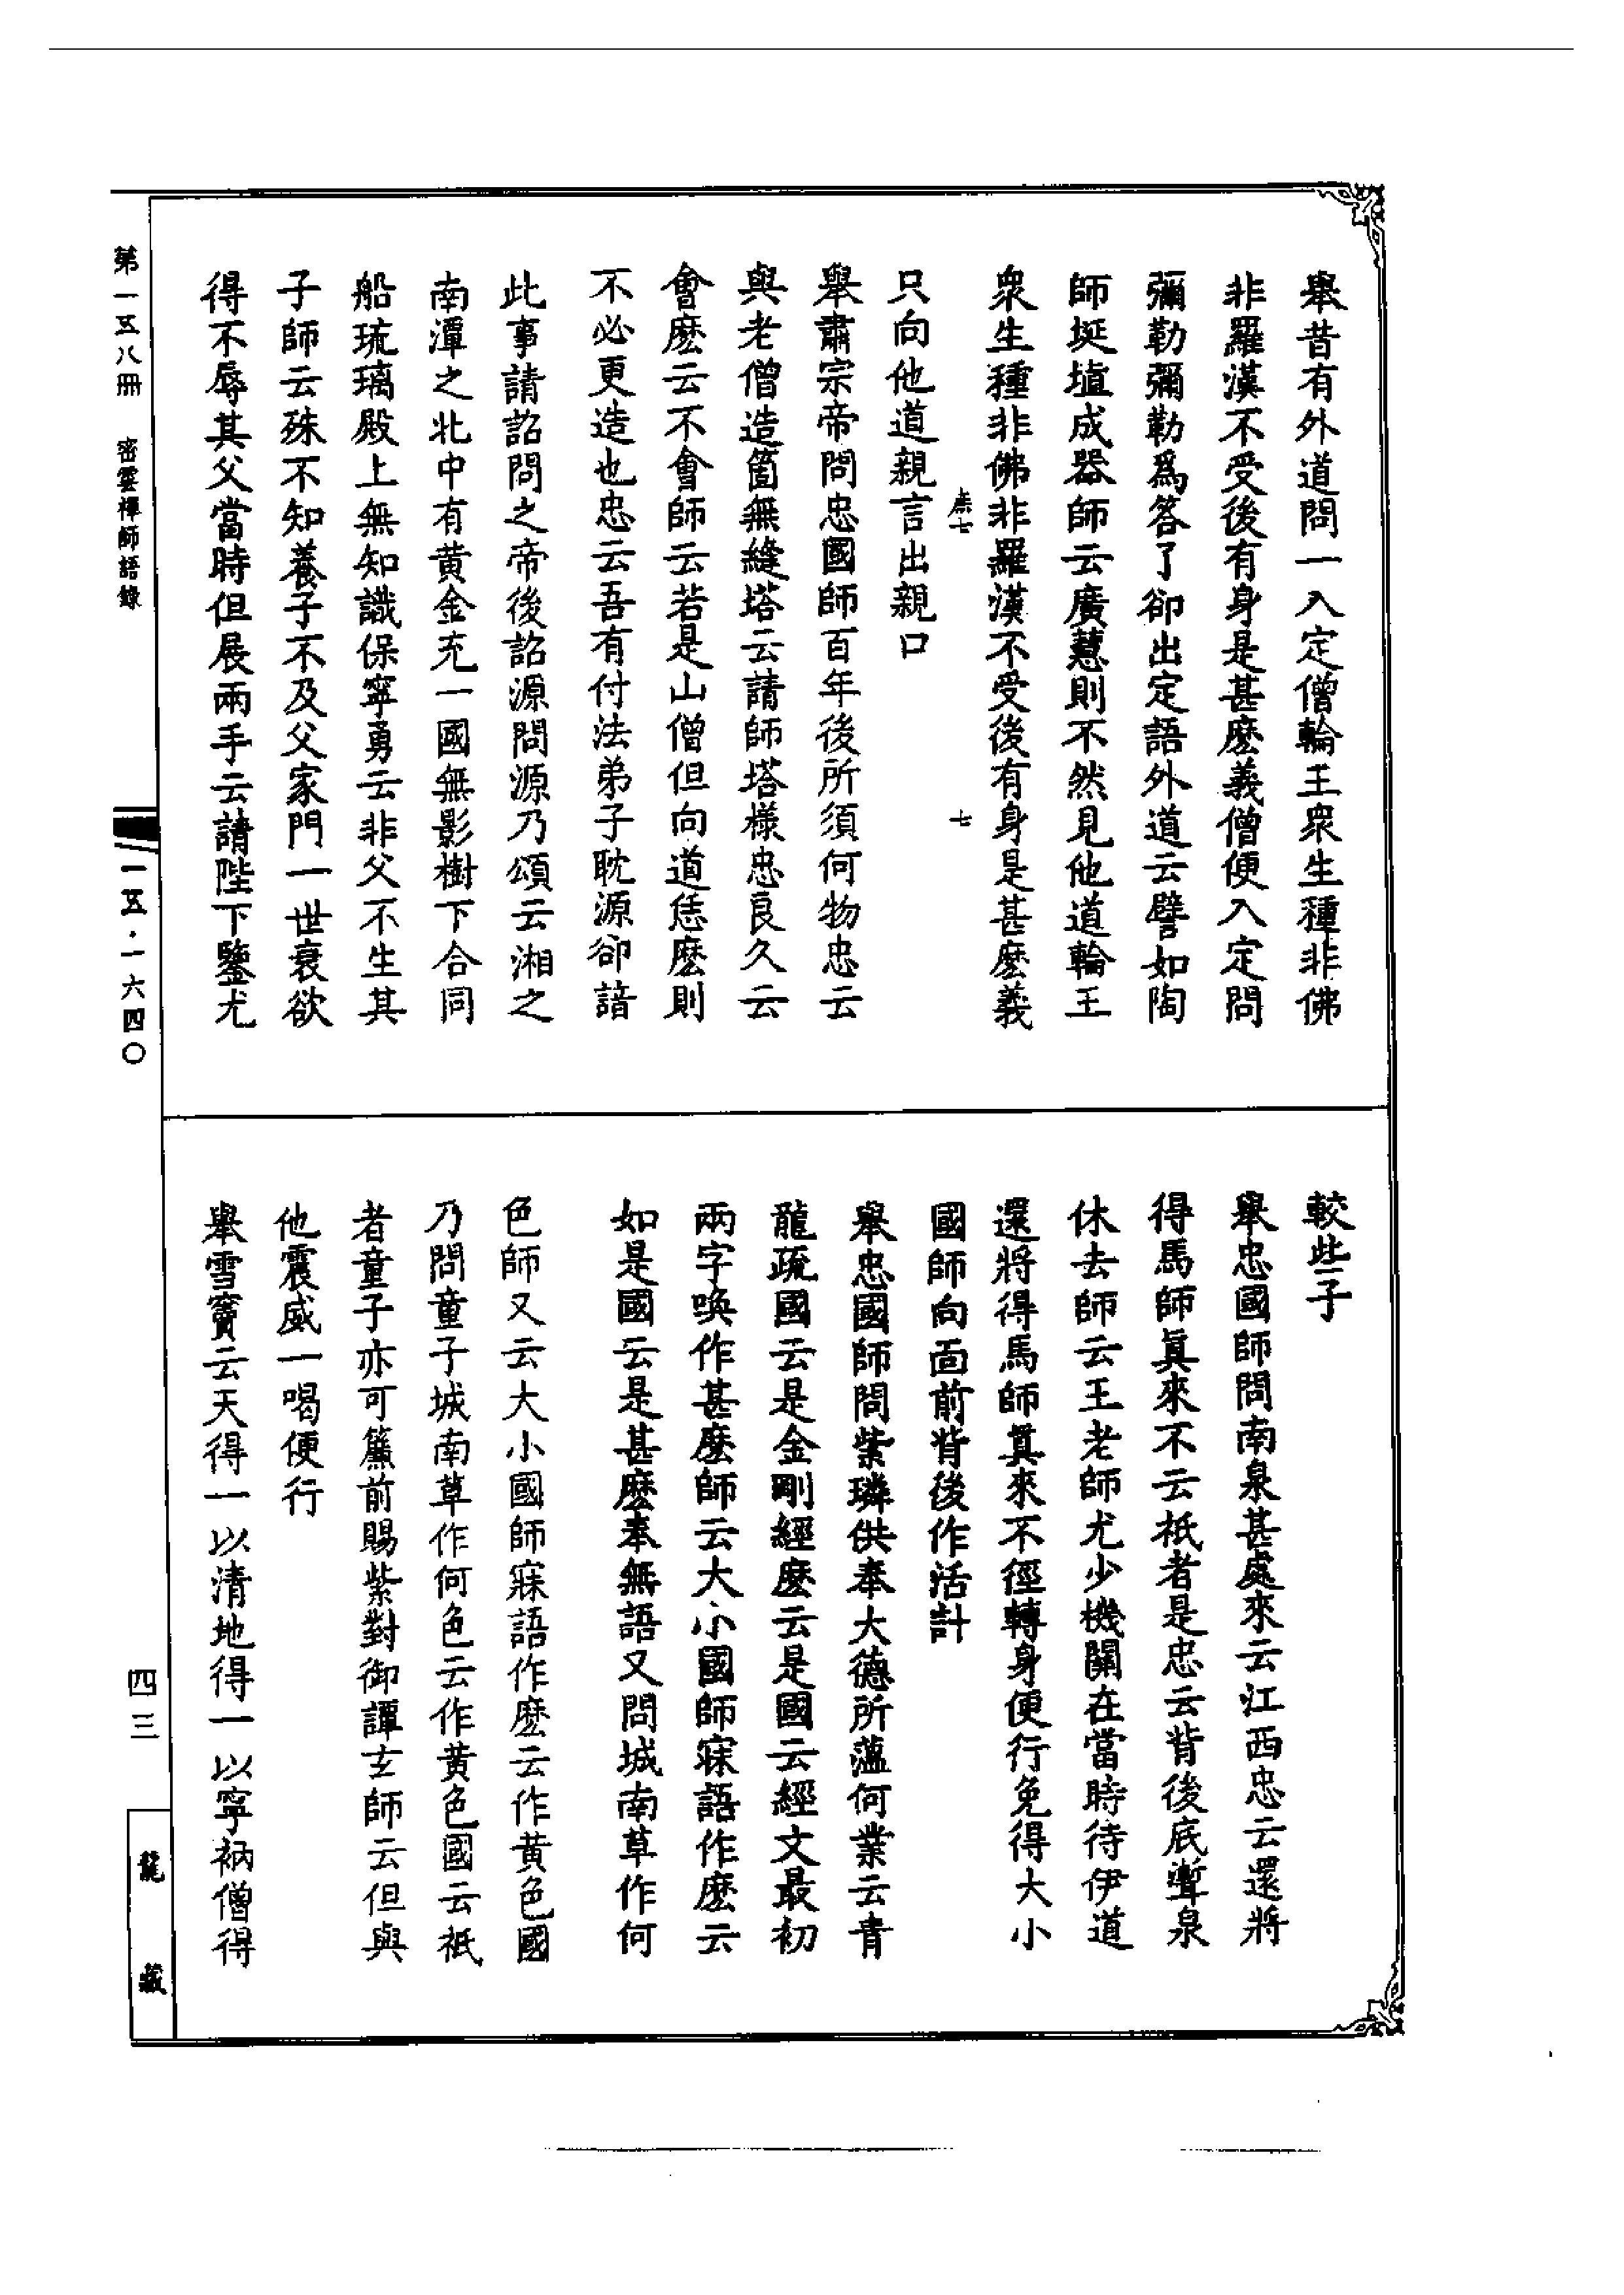 舉昔有外道問一入定僧輪王眾生種非佛
非羅漢不受後有身是甚麼義僧便入定問
彌勒彌勒爲答了卻出定語外道云譬如陶
師埏埴成器師云廣慧則不然見他道輪王
眾生種非佛非羅漢不受後有身是甚麼義
七
只向他道親言出親口
舉肅宗帝問忠國師百年後所須何物忠云
與老僧造箇無縫塔云請師塔樣忠良久云
會麼云不會師云若是山僧但向道恁麼則
不必更造也忠云吾有付法弟子耽源卻諳
此事請詔問之帝後詔源問源乃頌云湘之
南潭之北中有黃金充一國無影樹下合同
船琉璃殿上無知識保寧勇云非父不生其
子師云殊不知養子不及父家門一世衰欲
得不辱其父當時但展兩手云請陛下鑒尤
較些子
舉忠國師問南泉甚處來云江西忠云還將
得馬師眞來不云祇者是忠云背後底聻泉
休去師云王老師尤少機關在當時待伊道
還將得馬師眞來不徑轉身便行免得大小
國師向面前背後作活計
舉忠國師問紫璘供奉大德所薀何業云青
龍疏國云是金剛經麼云是國云經文最初
兩字喚作甚麼師云大小國師寐語作麼云
如是國云是甚麼奉無語又問城南草作何
色師又云大小國師寐語作麼云作黃色國
乃問童子城南草作何色云作黃色國云祇
者童子亦可簾前賜紫對御譚玄師云但與
他震威一喝便行
舉雪竇云天得一以清地得一以寧衲僧得
第一五八冊 密雲禪師語錄
一五·一六四〇
四三
龍藏